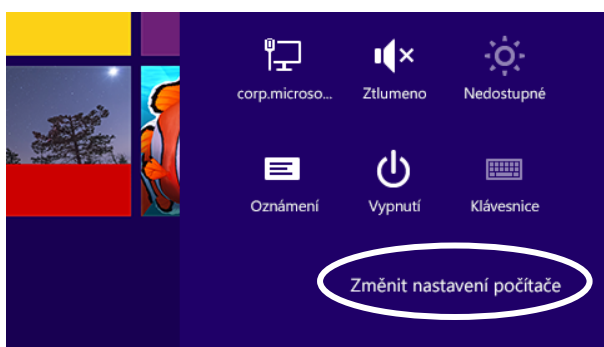 corp.microso... Ztlumeno Nedostupné
Oznámení Vypnutí Klávesnice
Změnit nastavení počítače